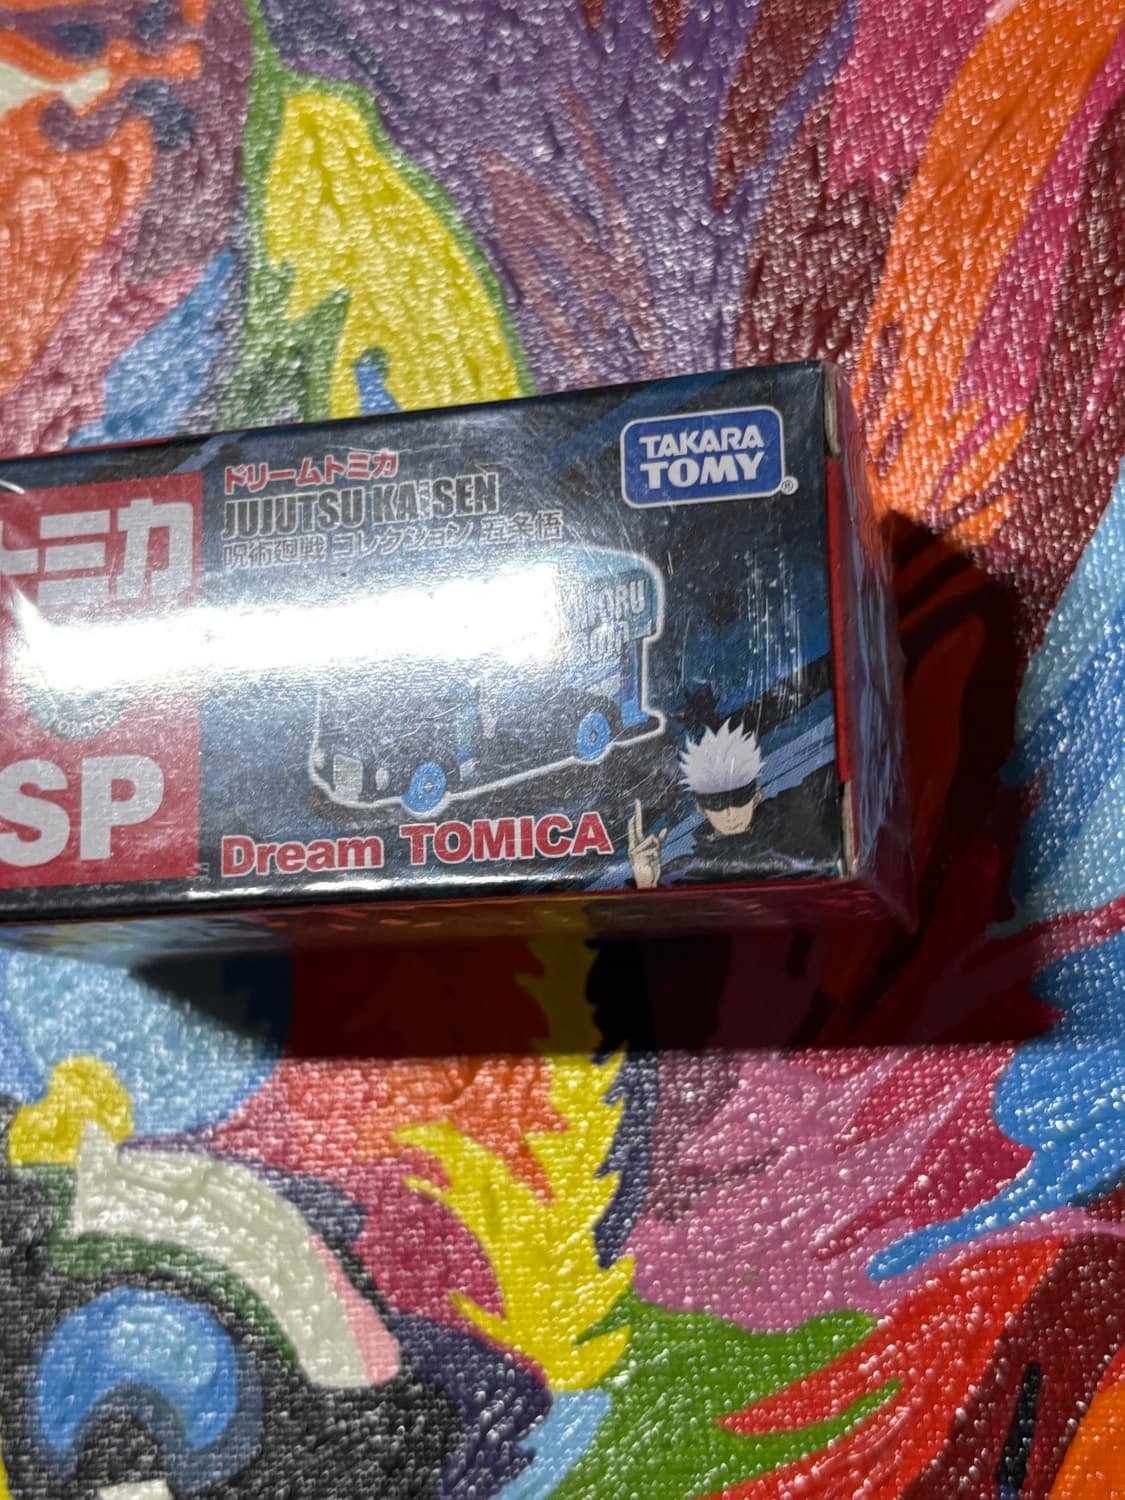 トミカ
SP
ドリームトミカ
JUJUTSU KAISEN
呪術廻戦 コレクション 五条悟
Dream TOMICA
TAKARA
TOMY
®